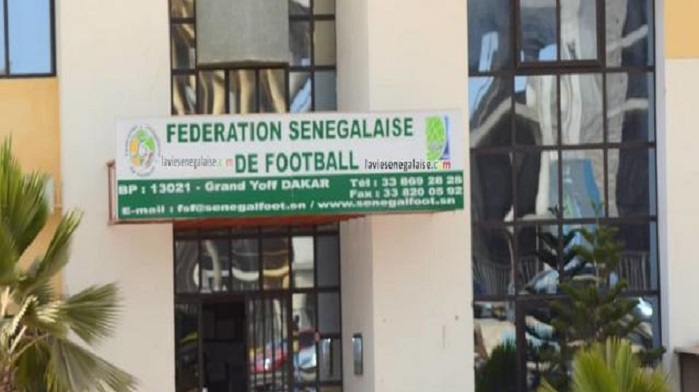 FEDERATION SENEGALAISE
DE FOOTBALL
laviesenegalaise.com
laviesenegalaise.com
BP : 13021 - Grand Yoff DAKAR
Tél : 33 869 28 28
Fax : 33 820 05 92
E-mail : fsf@senegalfoot.sn / www.senegalfoot.sn